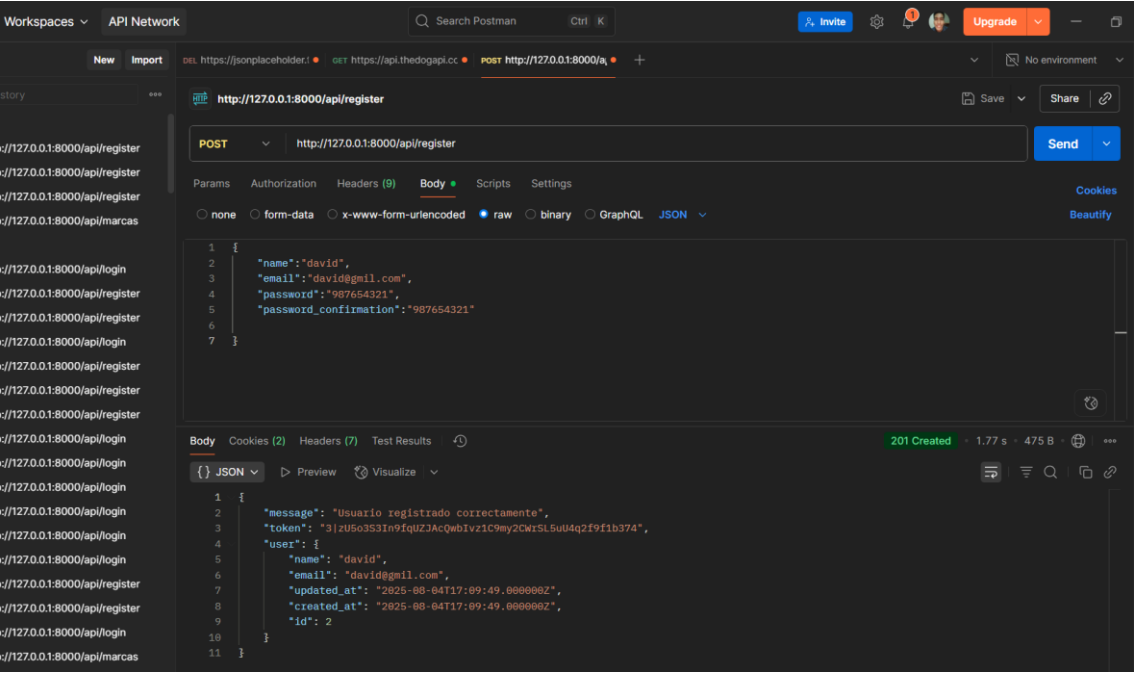 Workspaces API Network Search Postman Ctrl K Invite 1 Upgrade
New Import DEL https://jsonplaceholder.t GET https://api.thedogapi.cc POST http://127.0.0.1:8000/a No environment
story HTTP http://127.0.0.1:8000/api/register Save Share
://127.0.0.1:8000/api/register POST http://127.0.0.1:8000/api/register Send
://127.0.0.1:8000/api/register Params Authorization Headers (9) Body Scripts Settings Cookies
://127.0.0.1:8000/api/register none form-data x-www-form-urlencoded raw binary GraphQL JSON Beautify
://127.0.0.1:8000/api/marcas
1 {
2 "name":"david",
://127.0.0.1:8000/api/login 3 "email":"david@gmil.com",
://127.0.0.1:8000/api/register 4 "password":"987654321",
://127.0.0.1:8000/api/register 5 "password_confirmation":"987654321"
6
://127.0.0.1:8000/api/login 7 }
://127.0.0.1:8000/api/register
://127.0.0.1:8000/api/register
://127.0.0.1:8000/api/register
://127.0.0.1:8000/api/login Body Cookies (2) Headers (7) Test Results 201 Created 1.77 s 475 B
://127.0.0.1:8000/api/login {} JSON Preview Visualize
://127.0.0.1:8000/api/login 1 {
://127.0.0.1:8000/api/login 2 "message": "Usuario registrado correctamente",
://127.0.0.1:8000/api/login 3 "token": "3|zU5o3S3In9fqUZJAcQwbIvz1C9my2CWrSL5uU4q2f9f1b374",
4 "user": {
://127.0.0.1:8000/api/login 5 "name": "david",
6 "email": "david@gmil.com",
://127.0.0.1:8000/api/register 7 "updated_at": "2025-08-04T17:09:49.000000Z",
://127.0.0.1:8000/api/register 8 "created_at": "2025-08-04T17:09:49.000000Z",
9 "id": 2
://127.0.0.1:8000/api/login 10 }
://127.0.0.1:8000/api/marcas 11 }